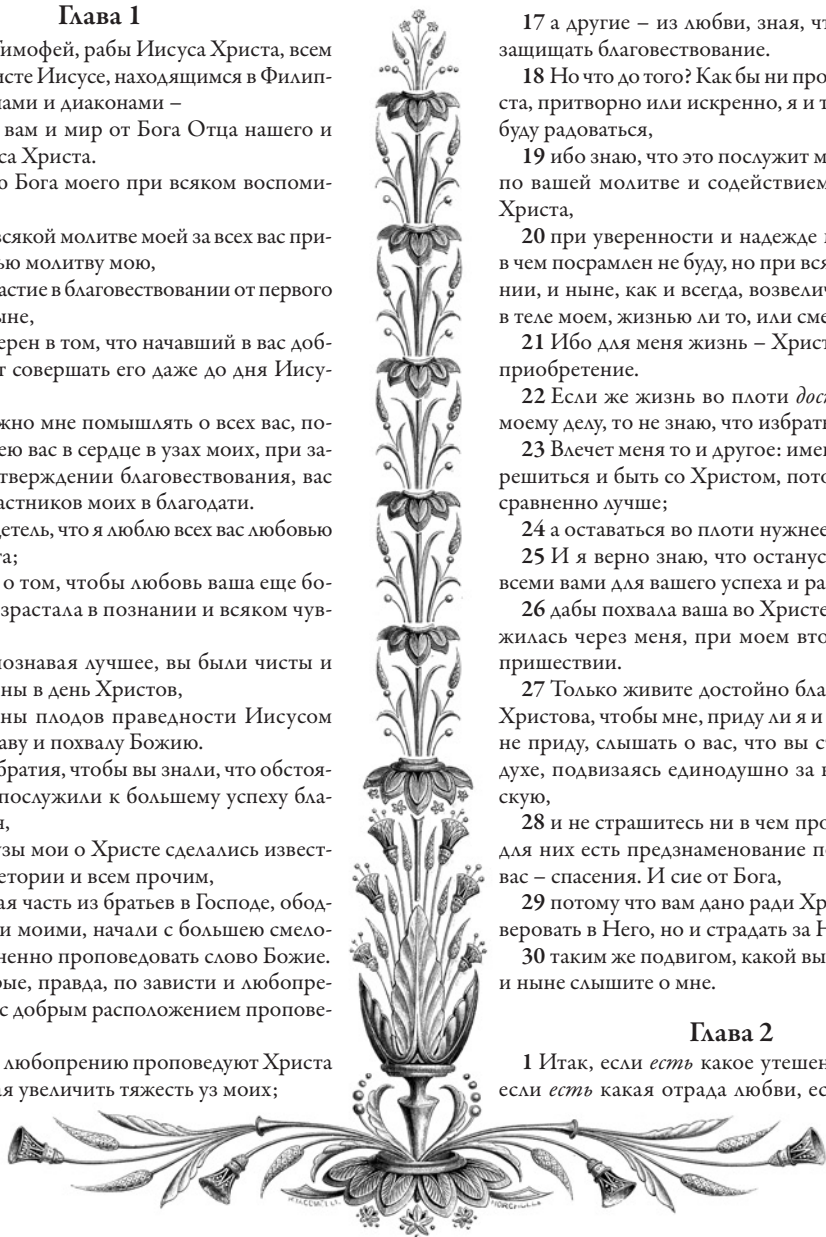 Глава 1
Тимофей, рабы Иисуса Христа, всем
исте Иисусе, находящимся в Филип-
пами и диаконами –
вам и мир от Бога Отца нашего и
са Христа.
ю Бога моего при всяком воспоми-
всякой молитве моей за всех вас при-
ью молитву мою,
астие в благовествовании от первого
ыне,
ерен в том, что начавший в вас доб-
т совершать его даже до дня Иису-
жно мне помышлять о всех вас, по-
ею вас в сердце в узах моих, при за-
тверждении благовествования, вас
астников моих в благодати.
детель, что я люблю всех вас любовью
та;
о том, чтобы любовь ваша еще бо-
зрастала в познании и всяком чув-
познавая лучшее, вы были чисты и
ны в день Христов,
ны плодов праведности Иисусом
аву и похвалу Божию.
братия, чтобы вы знали, что обстоя-
послужили к большему успеху бла-
я,
узы мои о Христе сделались извест-
етории и всем прочим,
ая часть из братьев в Господе, обод-
и моими, начали с большею смело-
зненно проповедовать слово Божие.
рые, правда, по зависти и любопре-
с добрым расположением пропове-
любопрению проповедуют Христа
ая увеличить тяжесть уз моих;
17 а другие – из любви, зная, чт
защищать благовествование.
18 Но что до того? Как бы ни про
ста, притворно или искренно, я и т
буду радоваться,
19 ибо знаю, что это послужит м
по вашей молитве и содействием
Христа,
20 при уверенности и надежде м
в чем посрамлен не буду, но при вся
нии, и ныне, как и всегда, возвелич
в теле моем, жизнью ли то, или сме
21 Ибо для меня жизнь – Христ
приобретение.
22 Если же жизнь во плоти дост
моему делу, то не знаю, что избрать
23 Влечет меня то и другое: имею
решиться и быть со Христом, пото
сравненно лучше;
24 а оставаться во плоти нужнее
25 И я верно знаю, что останус
всеми вами для вашего успеха и ра
26 дабы похвала ваша во Христе
жилась через меня, при моем вто
пришествии.
27 Только живите достойно бла
Христова, чтобы мне, приду ли я и
не приду, слышать о вас, что вы ст
духе, подвизаясь единодушно за в
скую,
28 и не страшитесь ни в чем про
для них есть предзнаменование по
вас – спасения. И сие от Бога,
29 потому что вам дано ради Хр
веровать в Него, но и страдать за Н
30 таким же подвигом, какой вы
и ныне слышите о мне.
Глава 2
1 Итак, если есть какое утешен
если есть какая отрада любви, ес